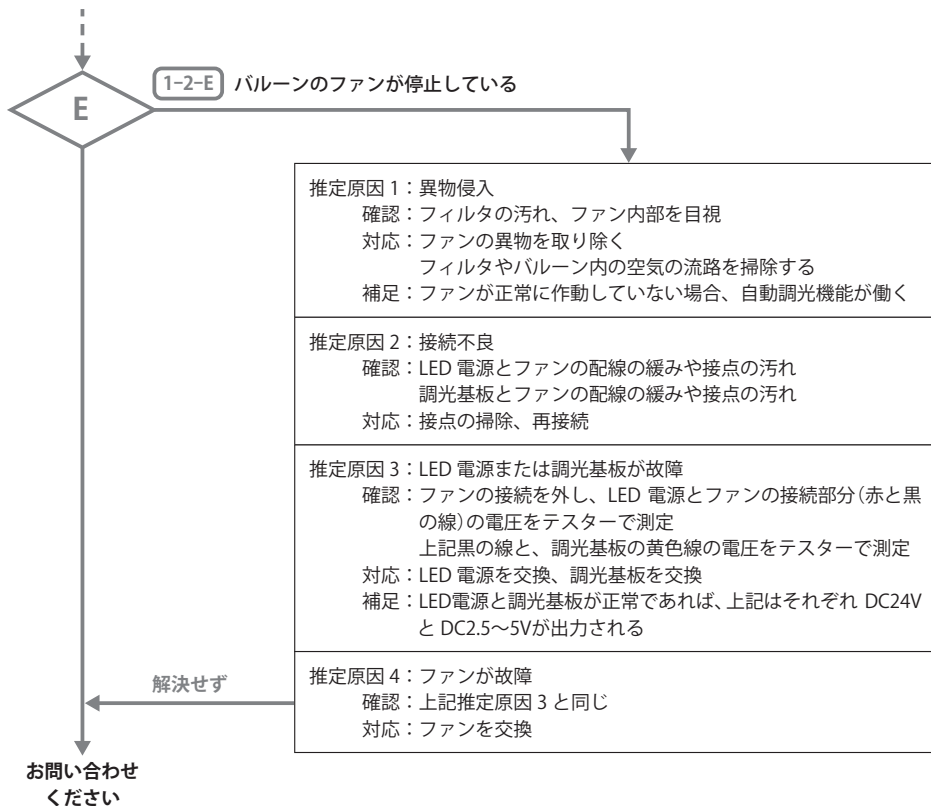 E
1-2-E バルーンのファンが停止している
推定原因 1：異物侵入
確認：フィルタの汚れ、ファン内部を目視
対応：ファンの異物を取り除く
フィルタやバルーン内の空気の流路を掃除する
補足：ファンが正常に作動していない場合、自動調光機能が働く
推定原因 2：接続不良
確認：LED 電源とファンの配線の緩みや接点の汚れ
調光基板とファンの配線の緩みや接点の汚れ
対応：接点の掃除、再接続
推定原因 3：LED 電源または調光基板が故障
確認：ファンの接続を外し、LED 電源とファンの接続部分（赤と黒
の線）の電圧をテスターで測定
上記黒の線と、調光基板の黄色線の電圧をテスターで測定
対応：LED 電源を交換、調光基板を交換
補足：LED電源と調光基板が正常であれば、上記はそれぞれ DC24V
と DC2.5～5Vが出力される
推定原因 4：ファンが故障
確認：上記推定原因 3 と同じ
対応：ファンを交換
解決せず
お問い合わせ
ください